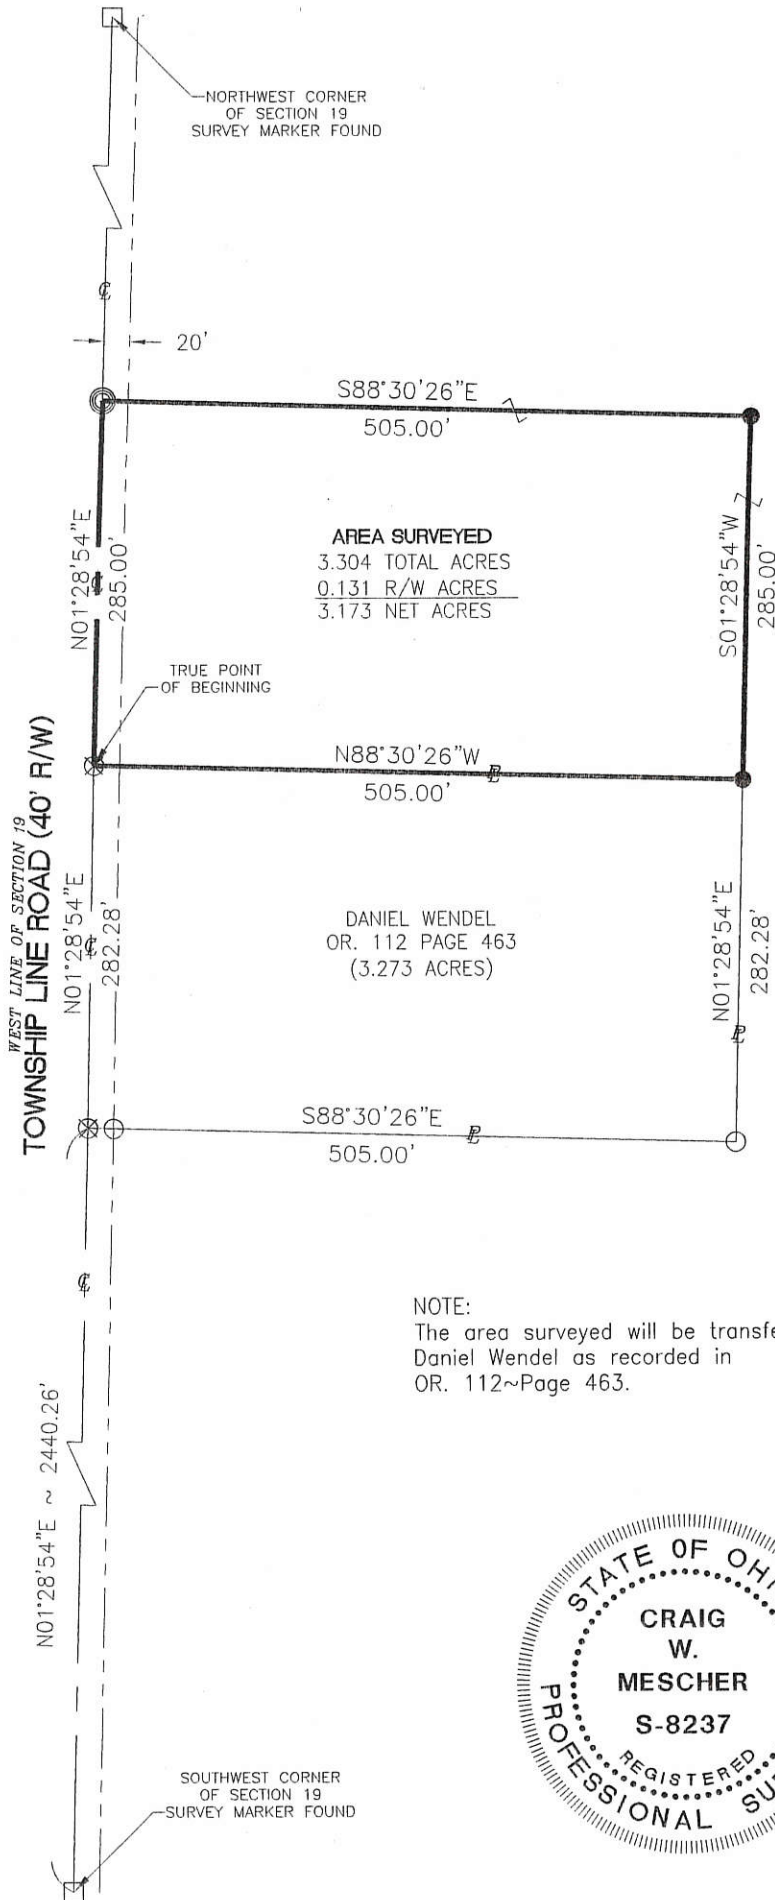 NORTHWEST CORNER
OF SECTION 19
SURVEY MARKER FOUND
℄
20'
S88°30'26"E
505.00'
N01°28'54"E
℄
285.00'
AREA SURVEYED
3.304 TOTAL ACRES
0.131 R/W ACRES
3.173 NET ACRES
S01°28'54"W
285.00'
TRUE POINT
OF BEGINNING
N88°30'26"W
PL
505.00'
WEST LINE OF SECTION 19
TOWNSHIP LINE ROAD (40' R/W)
N01°28'54"E
℄
282.28'
DANIEL WENDEL
OR. 112 PAGE 463
(3.273 ACRES)
N01°28'54"E
282.28'
PL
S88°30'26"E
PL
505.00'
℄
NOTE:
The area surveyed will be transfe
Daniel Wendel as recorded in
OR. 112~Page 463.
N01°28'54"E ~ 2440.26'
STATE OF OHI
CRAIG
W.
MESCHER
S-8237
REGISTERED
PROFESSIONAL SU
SOUTHWEST CORNER
OF SECTION 19
SURVEY MARKER FOUND